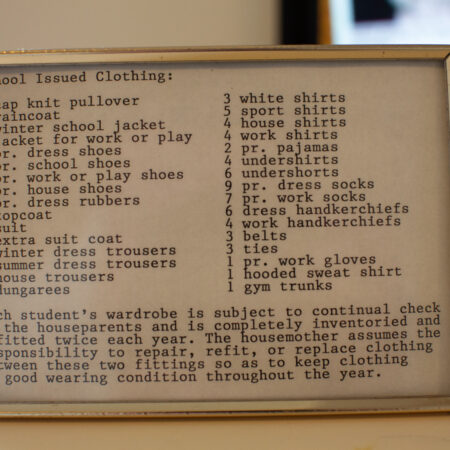 ool Issued Clothing:
ap knit pullover
raincoat
winter school jacket
jacket for work or play
pr. dress shoes
pr. school shoes
pr. work or play shoes
pr. house shoes
pr. dress rubbers
topcoat
suit
extra suit coat
winter dress trousers
summer dress trousers
house trousers
dungarees
3 white shirts
5 sport shirts
4 house shirts
4 work shirts
2 pr. pajamas
4 undershirts
6 undershorts
9 pr. dress socks
7 pr. work socks
6 dress handkerchiefs
4 work handkerchiefs
3 belts
3 ties
1 pr. work gloves
1 hooded sweat shirt
1 gym trunks
ch student's wardrobe is subject to continual check
the houseparents and is completely inventoried and
fitted twice each year. The housemother assumes the
sponsibility to repair, refit, or replace clothing
tween these two fittings so as to keep clothing
good wearing condition throughout the year.